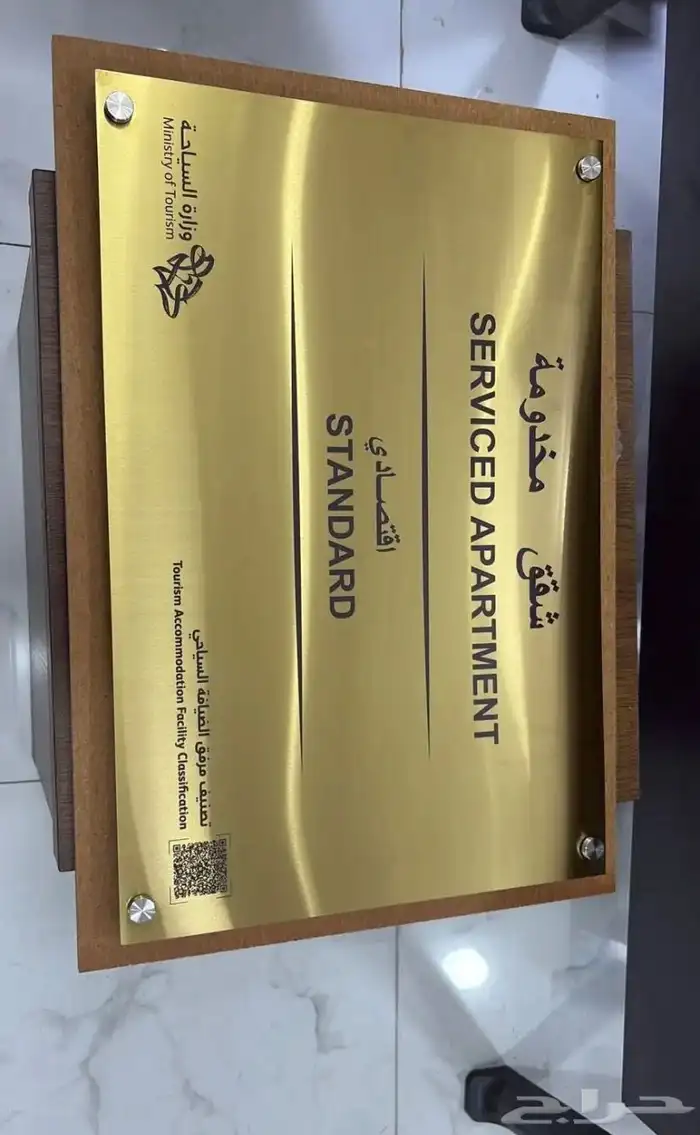 شقق مخدومة
SERVICED APARTMENT
اقتصادي
STANDARD
وزارة السياحة
Ministry of Tourism
تصنيف مرفق الضيافة السياحي
Tourism Accommodation Facility Classification
حراج